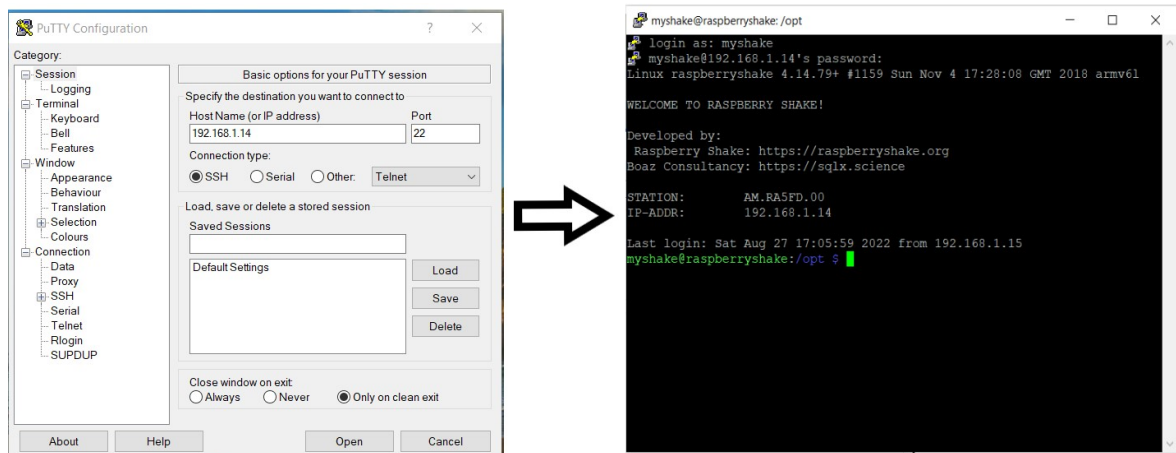 PuTTY Configuration
?
Category:
Session
Logging
Terminal
Keyboard
Bell
Features
Window
Appearance
Behaviour
Translation
Selection
Colours
Connection
Data
Proxy
SSH
Serial
Telnet
Rlogin
SUPDUP
Basic options for your PuTTY session
Specify the destination you want to connect to
Host Name (or IP address) Port
192.168.1.14 22
Connection type:
SSH Serial Other: Telnet
Load, save or delete a stored session
Saved Sessions
Default Settings
Load
Save
Delete
Close window on exit:
Always Never Only on clean exit
About Help Open Cancel
myshake@raspberryshake: /opt
login as: myshake
myshake@192.168.1.14's password:
Linux raspberryshake 4.14.79+ #1159 Sun Nov 4 17:28:08 GMT 2018 armv6l
WELCOME TO RASPBERRY SHAKE!
Developed by:
Raspberry Shake: https://raspberryshake.org
Boaz Consultancy: https://sqlx.science
STATION: AM.RA5FD.00
IP-ADDR: 192.168.1.14
Last login: Sat Aug 27 17:05:59 2022 from 192.168.1.15
myshake@raspberryshake:/opt $